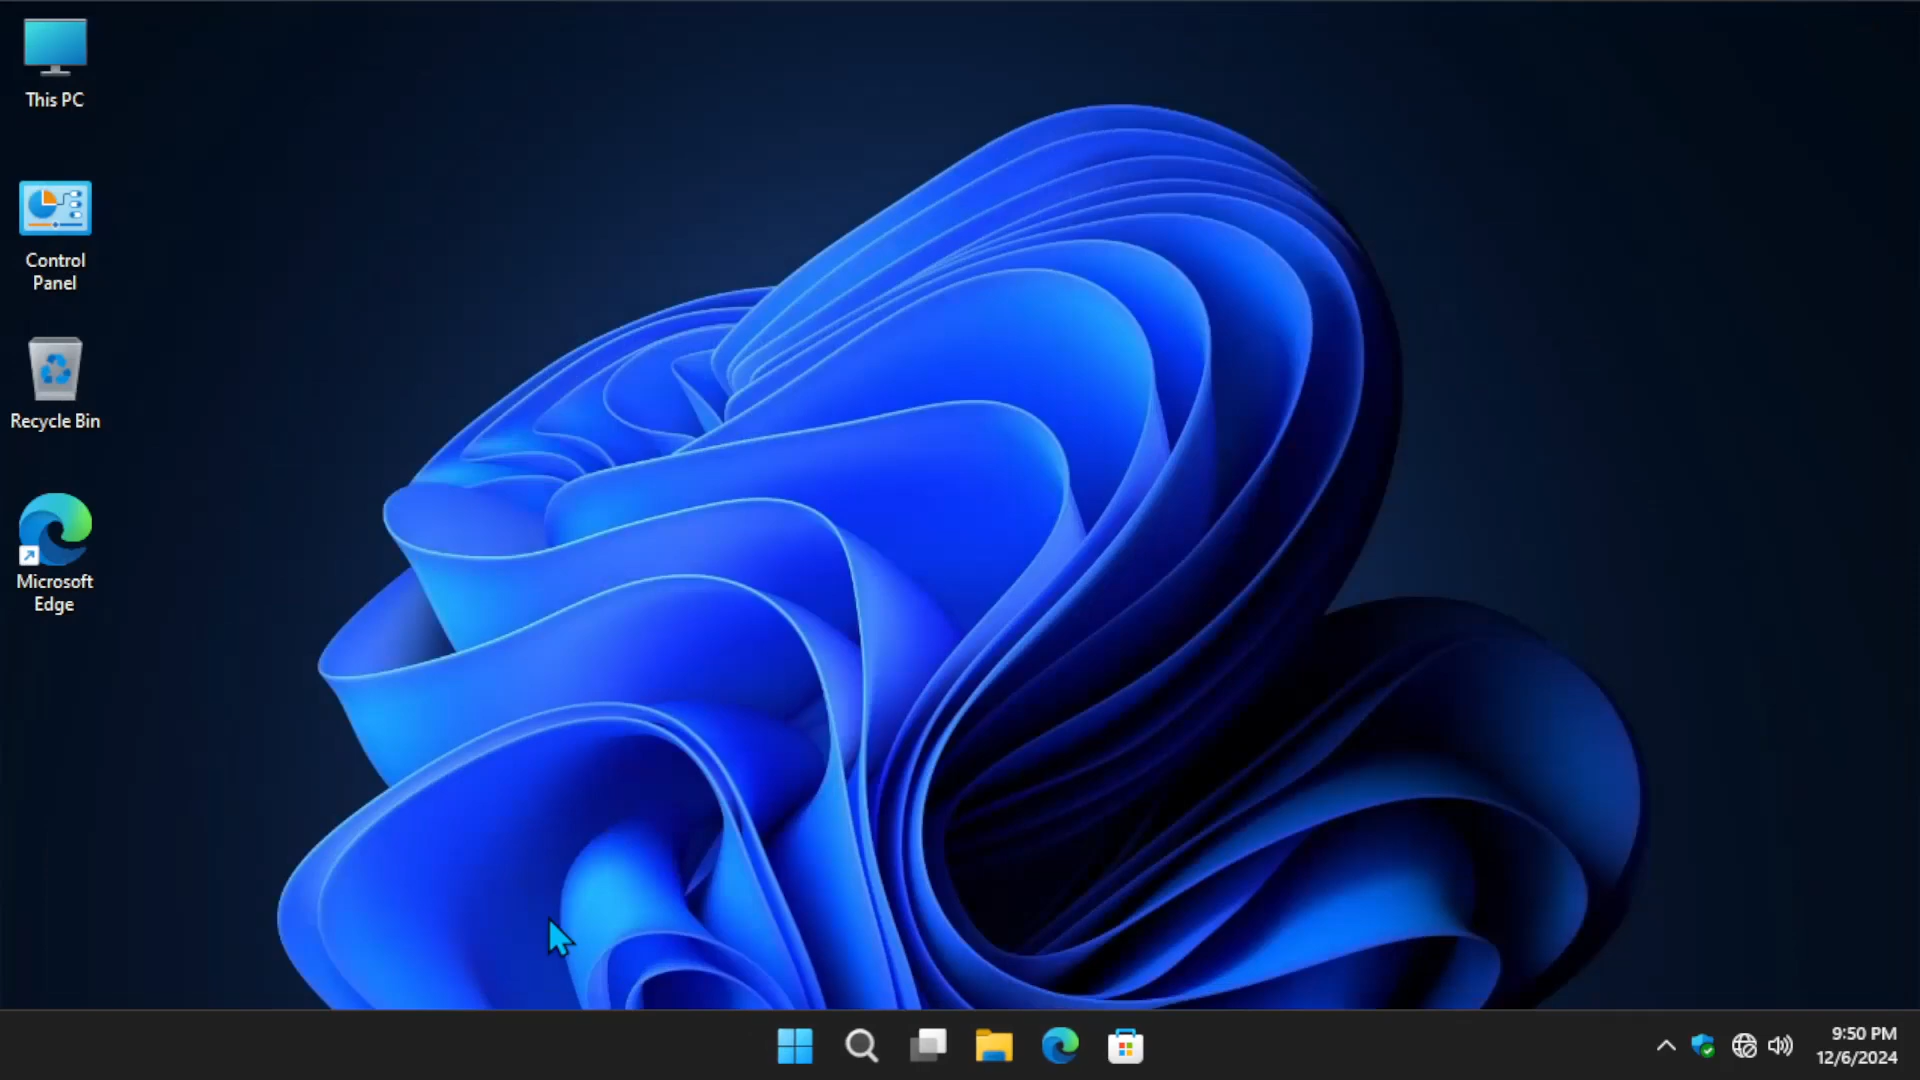 This PC
Control
Panel
Recycle Bin
Microsoft
Edge
9:50 PM
12/6/2024